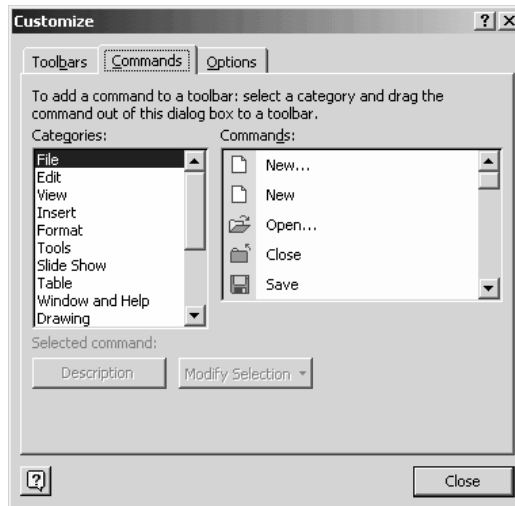 Customize
Toolbars Commands Options
To add a command to a toolbar: select a category and drag the
command out of this dialog box to a toolbar.
Categories: Commands:
File
Edit
View
Insert
Format
Tools
Slide Show
Table
Window and Help
Drawing
New...
New
Open...
Close
Save
Selected command:
Description Modify Selection
Close